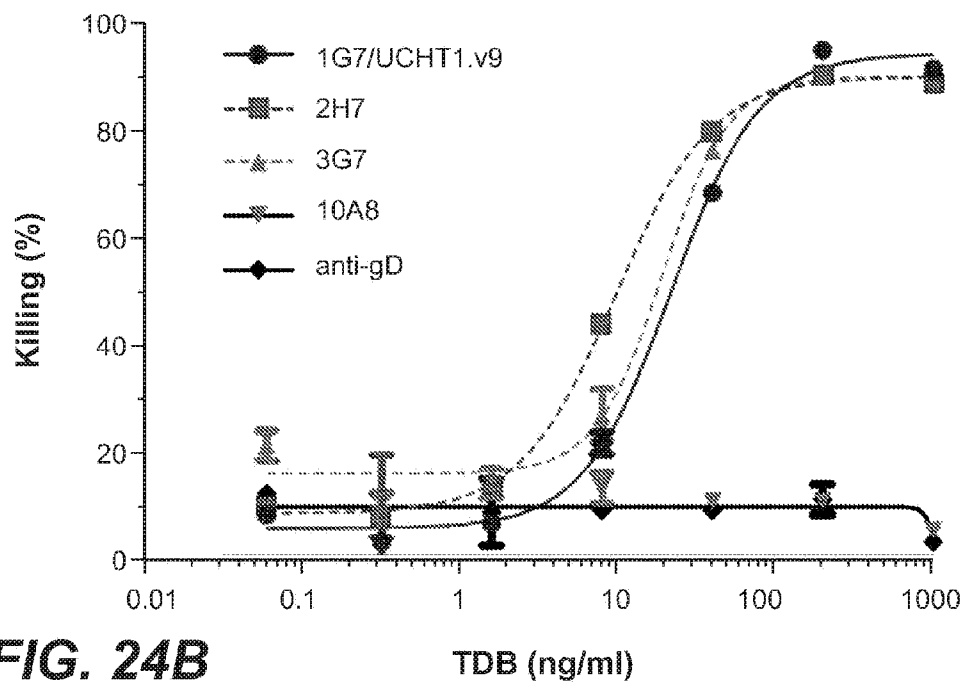 100
80
60
40
20
0
Killing (%)
1G7/UCHT1.v9
2H7
3G7
10A8
anti-gD
0.01 0.1 1 10 100 1000
FIG. 24B
TDB (ng/ml)